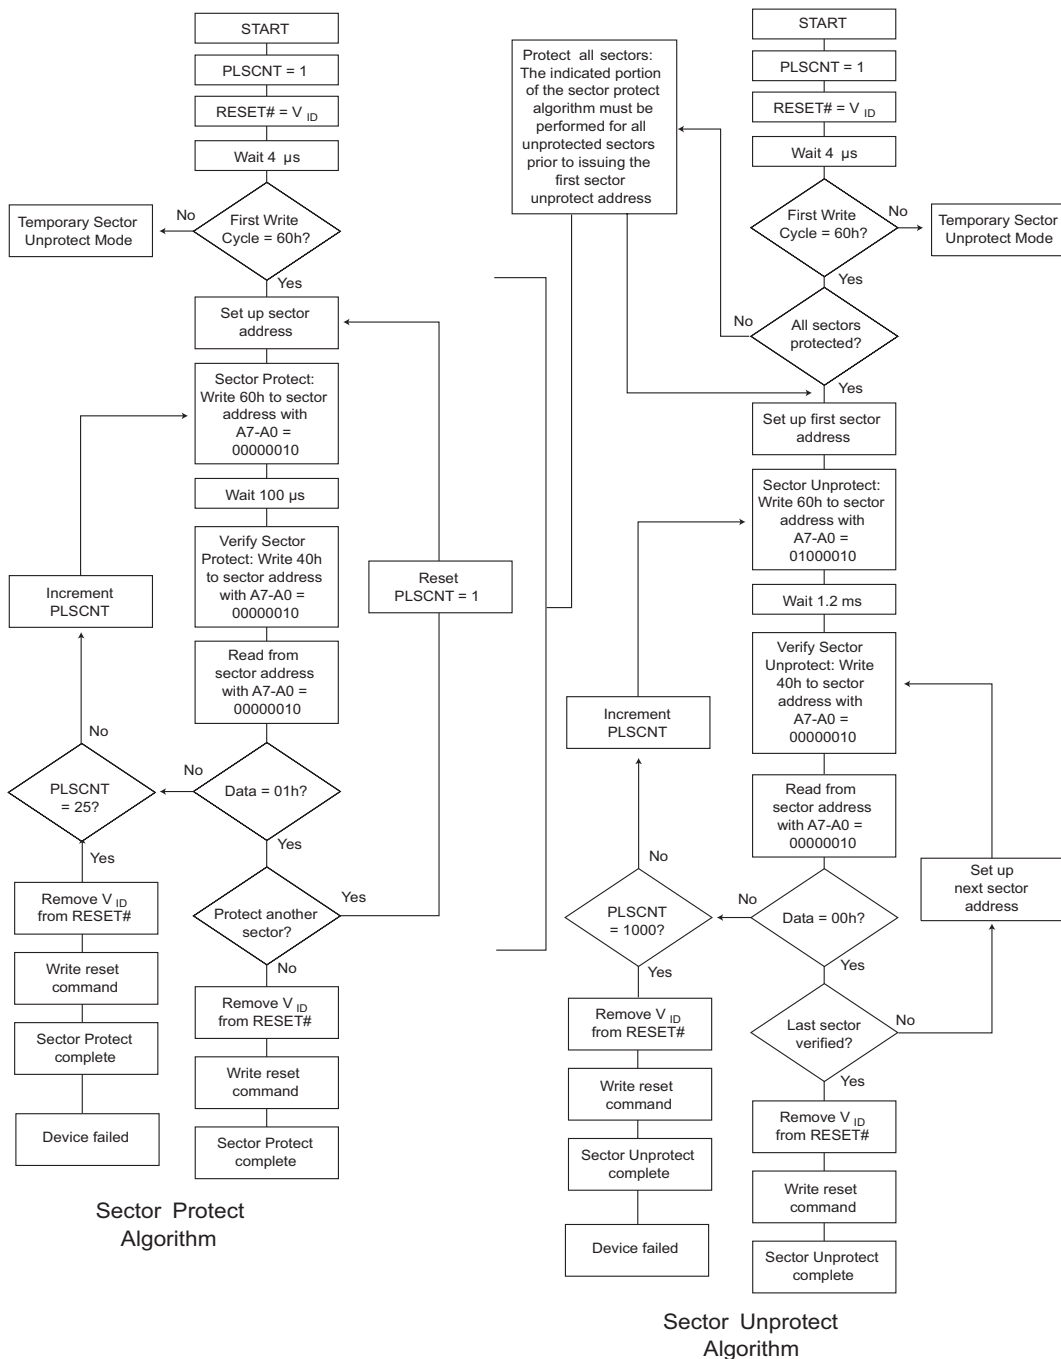 START
PLSCNT = 1
RESET# = V ID
Wait 4 µs
First Write
Cycle = 60h?
No
Temporary Sector
Unprotect Mode
Yes
Set up sector
address
Sector Protect:
Write 60h to sector
address with
A7-A0 =
00000010
Wait 100 µs
Verify Sector
Protect: Write 40h
to sector address
with A7-A0 =
00000010
Increment
PLSCNT
Reset
PLSCNT = 1
Read from
sector address
with A7-A0 =
00000010
No
PLSCNT
= 25?
No
Data = 01h?
Yes
Yes
Remove V ID
from RESET#
Protect another
sector?
Yes
Write reset
command
No
Remove V ID
from RESET#
Sector Protect
complete
Write reset
command
Device failed
Sector Protect
complete
Sector Protect
Algorithm
Protect all sectors:
The indicated portion
of the sector protect
algorithm must be
performed for all
unprotected sectors
prior to issuing the
first sector
unprotect address
START
PLSCNT = 1
RESET# = V ID
Wait 4 µs
First Write
Cycle = 60h?
No
Temporary Sector
Unprotect Mode
Yes
No
All sectors
protected?
Yes
Set up first sector
address
Sector Unprotect:
Write 60h to sector
address with
A7-A0 =
01000010
Wait 1.2 ms
Verify Sector
Unprotect: Write
40h to sector
address with
A7-A0 =
00000010
Increment
PLSCNT
Read from
sector address
with A7-A0 =
00000010
No
Set up
next sector
address
PLSCNT
= 1000?
No
Data = 00h?
Yes
Yes
Remove V ID
from RESET#
Last sector
verified?
No
Write reset
command
Yes
Remove V ID
from RESET#
Sector Unprotect
complete
Write reset
command
Device failed
Sector Unprotect
complete
Sector Unprotect
Algorithm